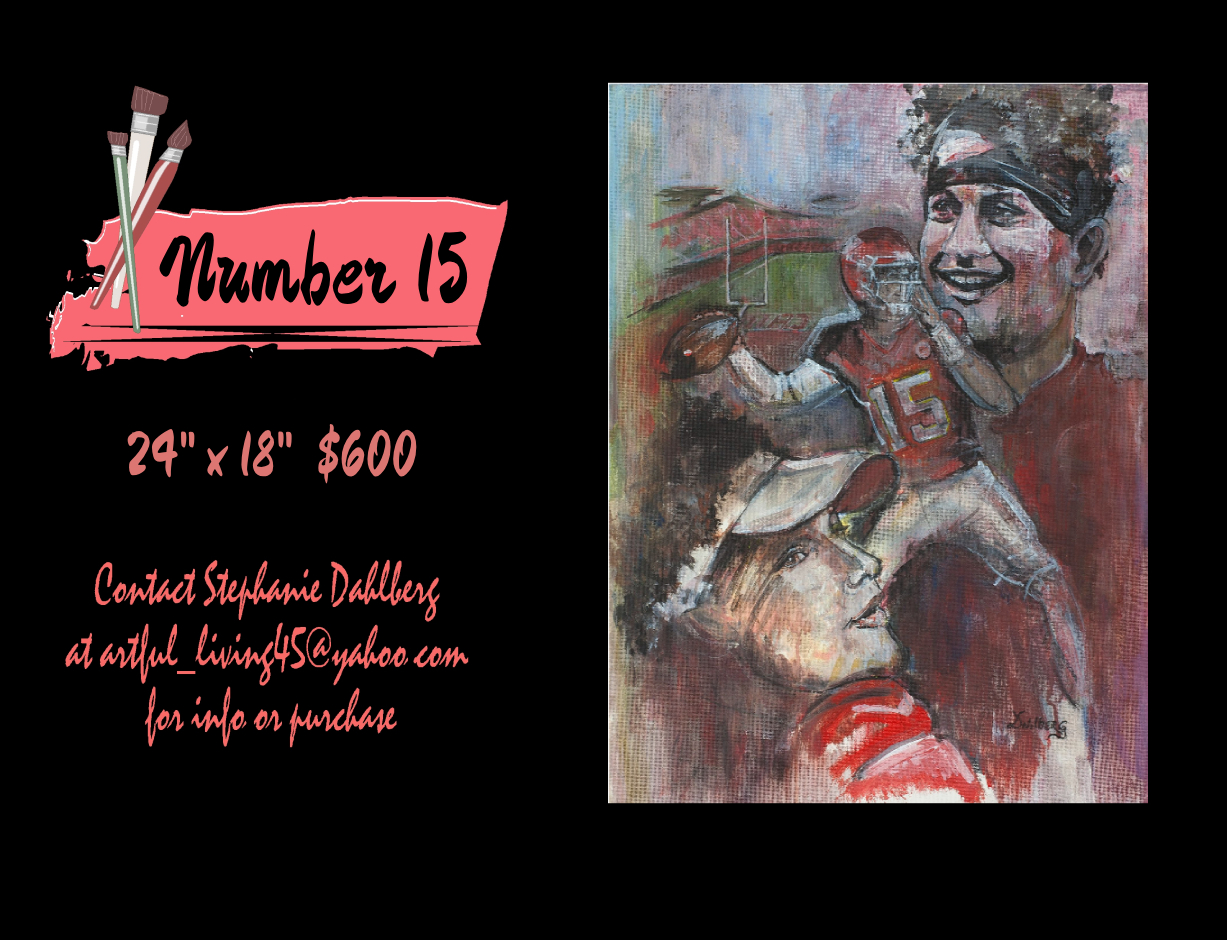 Number 15
24" x 18" $600
Contact Stephanie Dahlberg
at artful_living45@yahoo.com
for info or purchase
15
Dahlberg